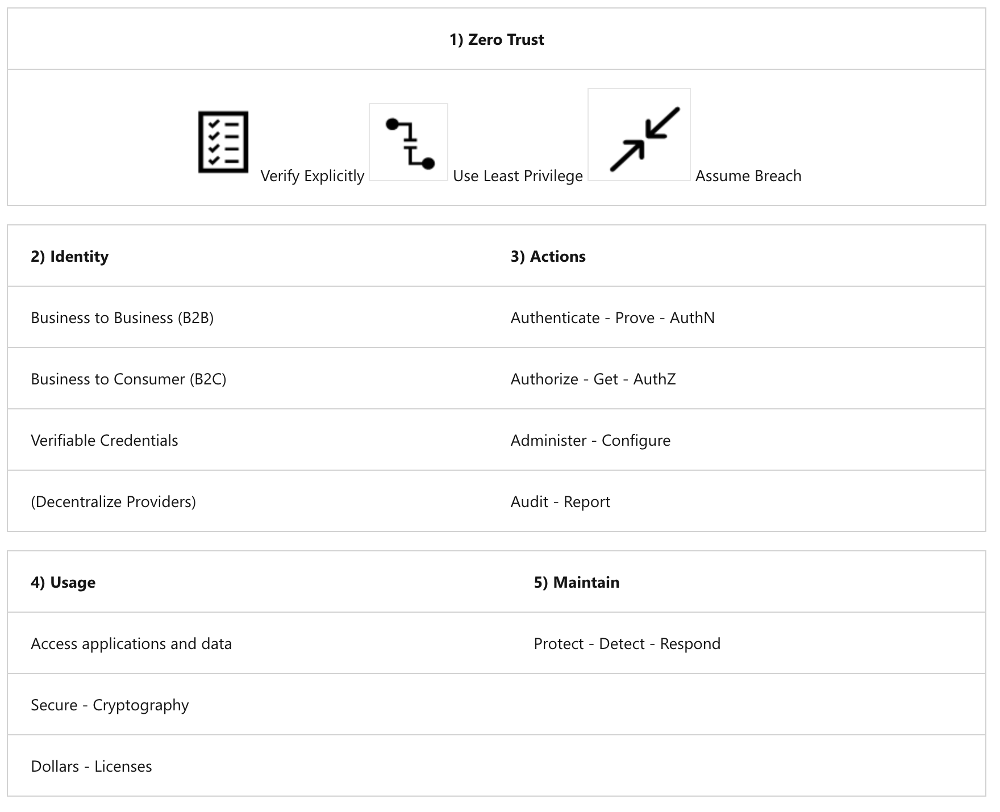 1) Zero Trust
Verify Explicitly Use Least Privilege Assume Breach
2) Identity 3) Actions
Business to Business (B2B) Authenticate - Prove - AuthN
Business to Consumer (B2C) Authorize - Get - AuthZ
Verifiable Credentials Administer - Configure
(Decentralize Providers) Audit - Report
4) Usage 5) Maintain
Access applications and data Protect - Detect - Respond
Secure - Cryptography
Dollars - Licenses